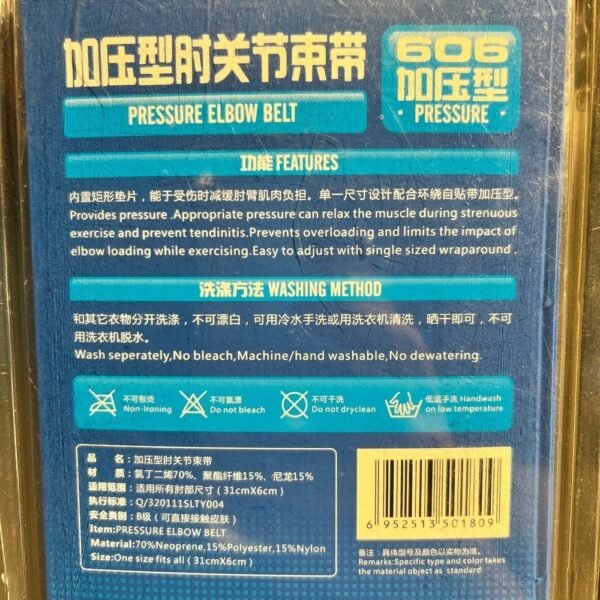 加压型肘关节束带
PRESSURE ELBOW BELT
606
加压型
· PRESSURE ·
功能 FEATURES
内置矩形垫片，能于受伤时减缓肘臂肌肉负担，单一尺寸设计配合环绕自贴带加压型。
Provides pressure .Appropriate pressure can relax the muscle during strenuous
exercise and prevent tendinitis.Prevents overloading and limits the impact of
elbow loading while exercising.Easy to adjust with single sized wraparound .
洗涤方法 WASHING METHOD
和其它衣物分开洗涤，不可漂白，可用冷水手洗或用洗衣机清洗，晒干即可，不可
用洗衣机脱水。
Wash seperately,No bleach,Machine/hand washable,No dewatering.
不可熨烫
Non-ironing
不可氯漂
Do not bleach
不可干洗
Do not dryclean
低温手洗 Handwash
on low temperature
品 名：加压型肘关节束带
材 质：氯丁二烯70%、聚酯纤维15%、尼龙15%
适用范围：适用所有肘部尺寸（31cmX6cm）
执行标准：Q/320111SLTY004
安全类别：B级（可直接接触皮肤）
Item:PRESSURE ELBOW BELT
Material:70%Neoprene,15%Polyester,15%Nylon
Size:One size fits all（31cmX6cm）
6 952513 501809
备注：具体型号及颜色以实物为准。
Remarks:Specific type and color takes
the material object as standard.